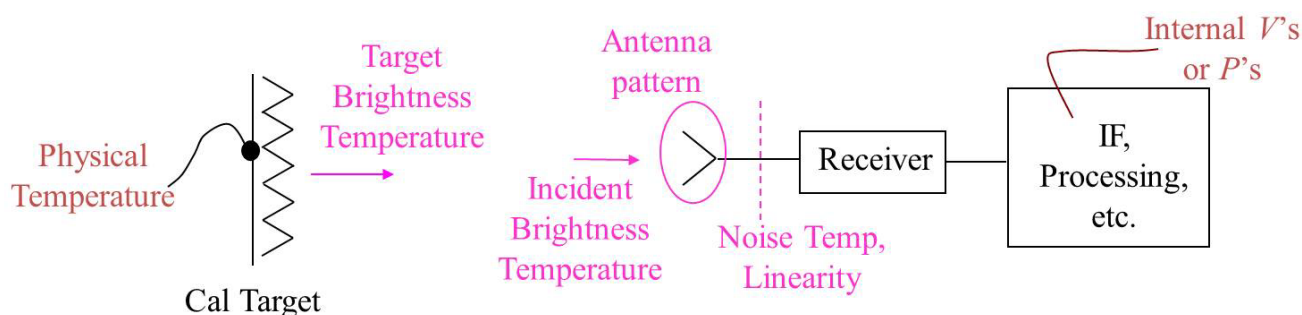 Physical
Temperature
Cal Target
Target
Brightness
Temperature
Antenna
pattern
Incident
Brightness
Temperature
Noise Temp,
Linearity
Receiver
Internal V's
or P's
IF,
Processing,
etc.